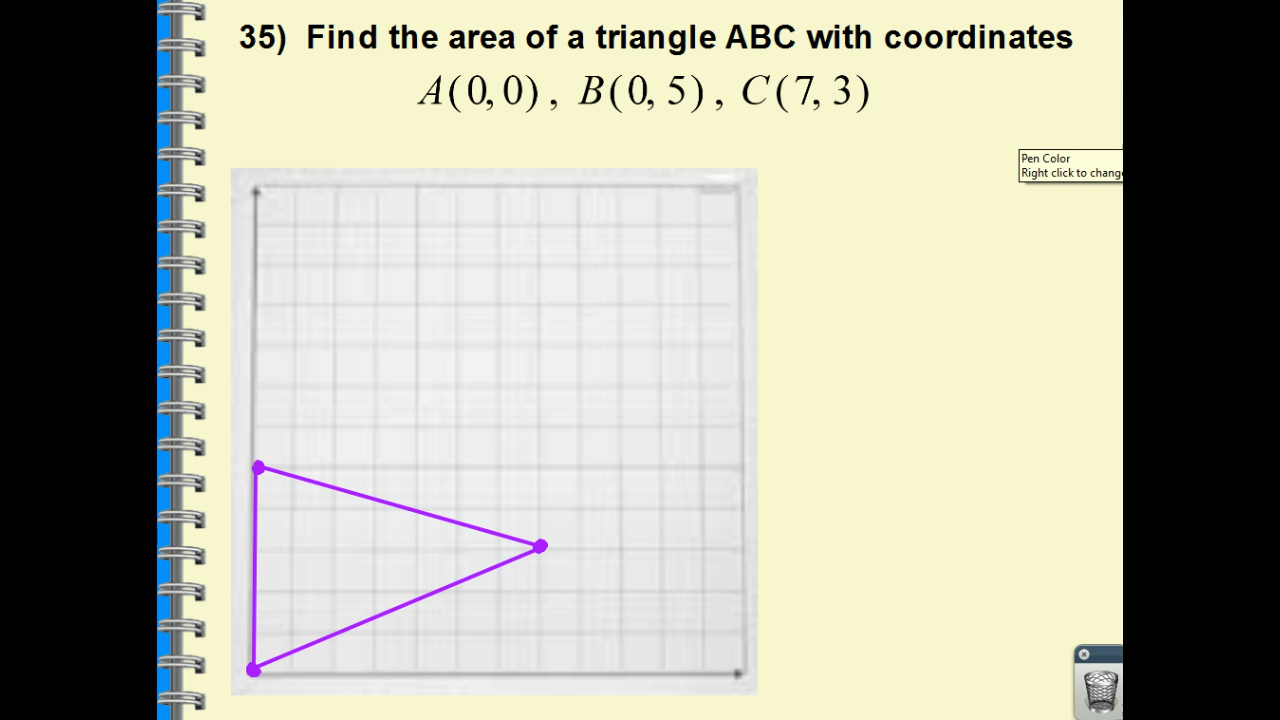 35) Find the area of a triangle ABC with coordinates
A(0,0), B(0,5), C(7,3)
Pen Color
Right click to change